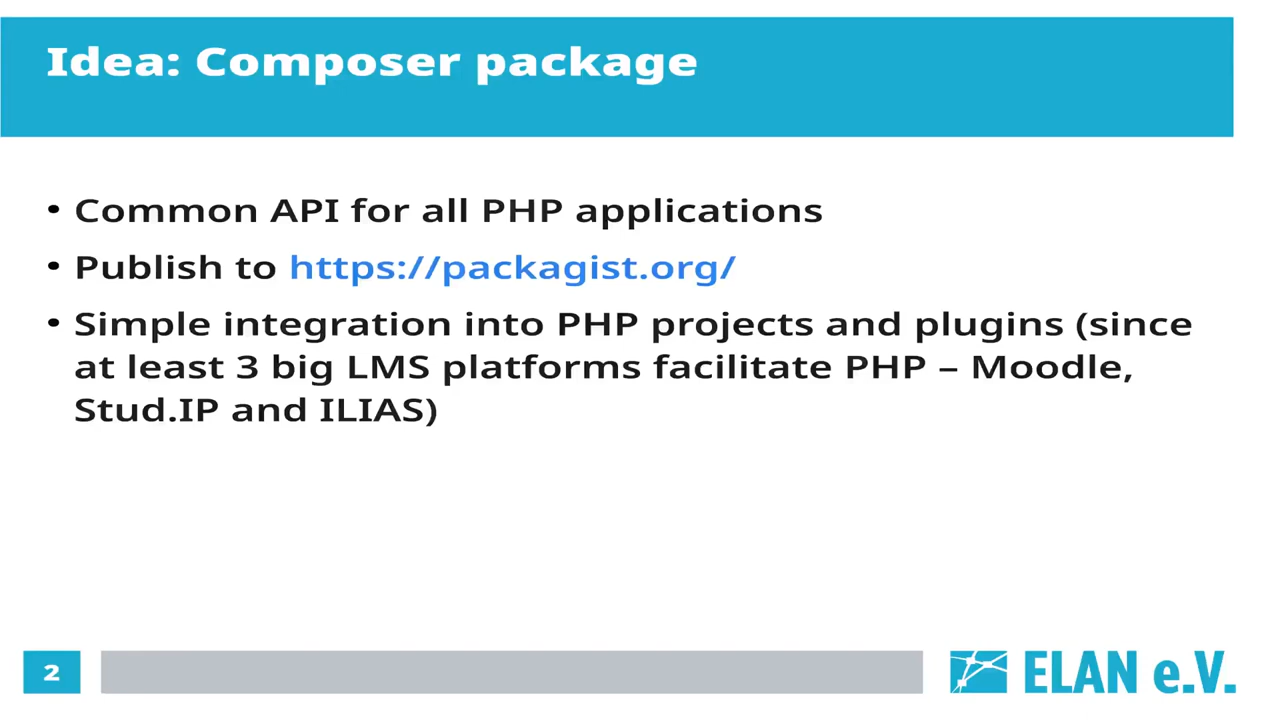 Idea: Composer package
• Common API for all PHP applications
• Publish to https://packagist.org/
• Simple integration into PHP projects and plugins (since
at least 3 big LMS platforms facilitate PHP – Moodle,
Stud.IP and ILIAS)
2
ELAN e.V.